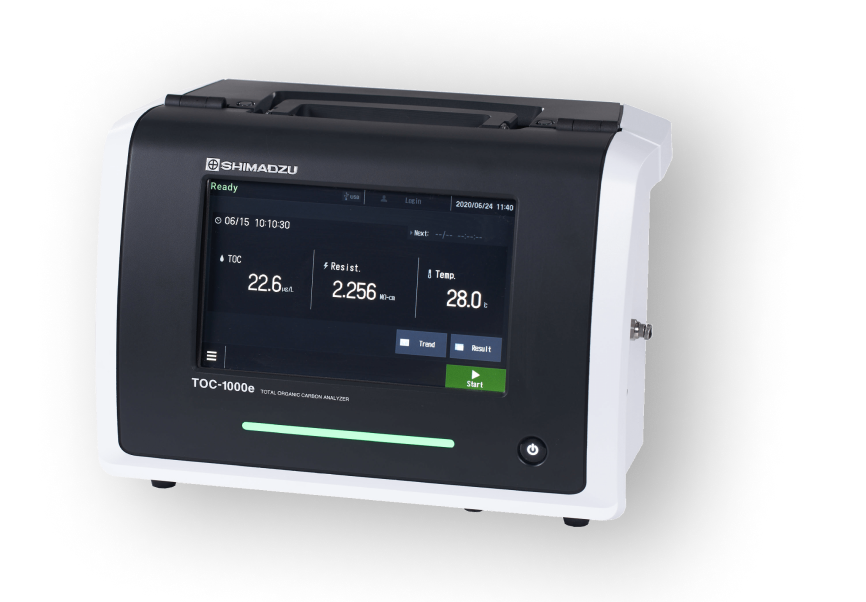 SHIMADZU
Ready
USB
Login
2020/06/24 11:40
06/15 10:10:30
Next: --/-- --:--:--
TOC
22.6 µg/L
Resist.
2.256 MΩ-cm
Temp.
28.0 ℃
Trend
Result
Start
TOC-1000e TOTAL ORGANIC CARBON ANALYZER